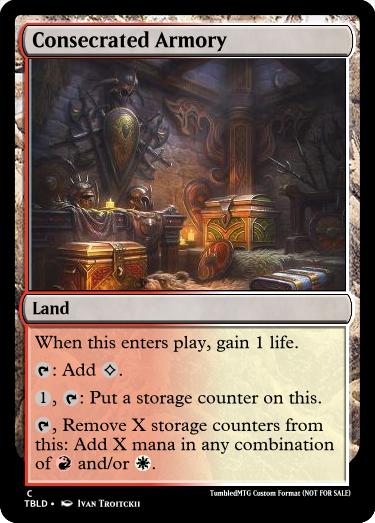 Consecrated Armory
Land
When this enters play, gain 1 life.
: Add ◇.
1, : Put a storage counter on this.
, Remove X storage counters from
this: Add X mana in any combination
of and/or .
C
TBLD • Ivan Troitckii
TumbledMTG Custom Format (NOT FOR SALE)